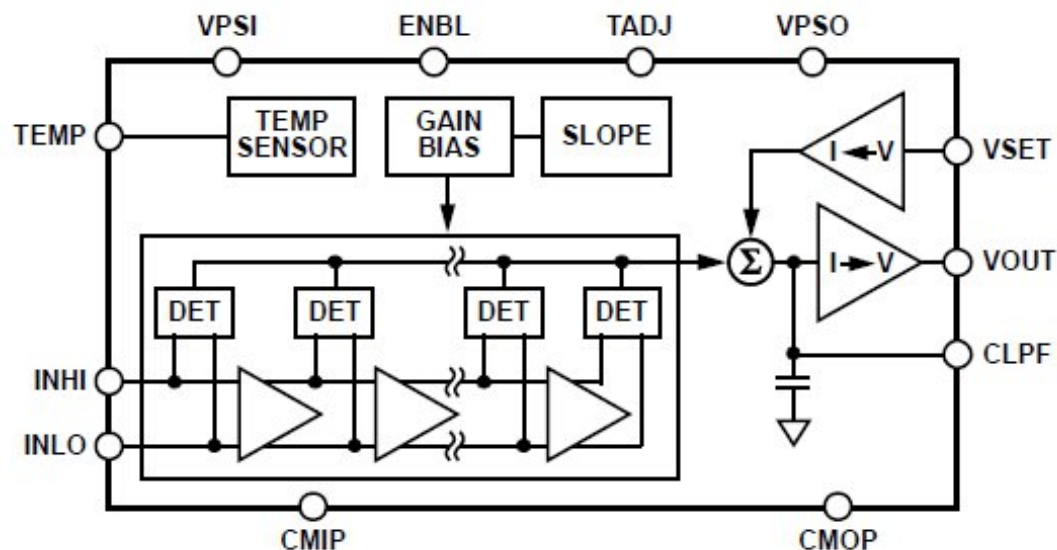 VPSI ENBL TADJ VPSO
TEMP
TEMP
SENSOR
GAIN
BIAS
SLOPE
I V
VSET
Σ
I V
VOUT
DET DET DET DET
CLPF
INHI
INLO
CMIP CMOP